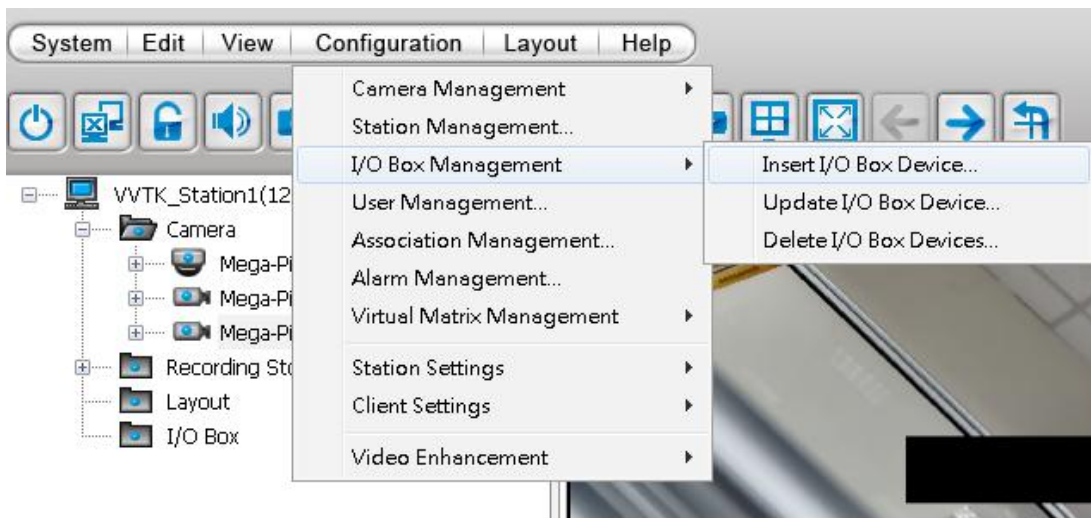 System Edit View Configuration Layout Help
Camera Management
Station Management...
I/O Box Management
User Management...
Association Management...
Alarm Management...
Virtual Matrix Management
Station Settings
Client Settings
Video Enhancement
Insert I/O Box Device...
Update I/O Box Device...
Delete I/O Box Devices...
VVTK_Station1(12
Camera
Mega-Pi
Mega-Pi
Mega-Pi
Recording Sto
Layout
I/O Box